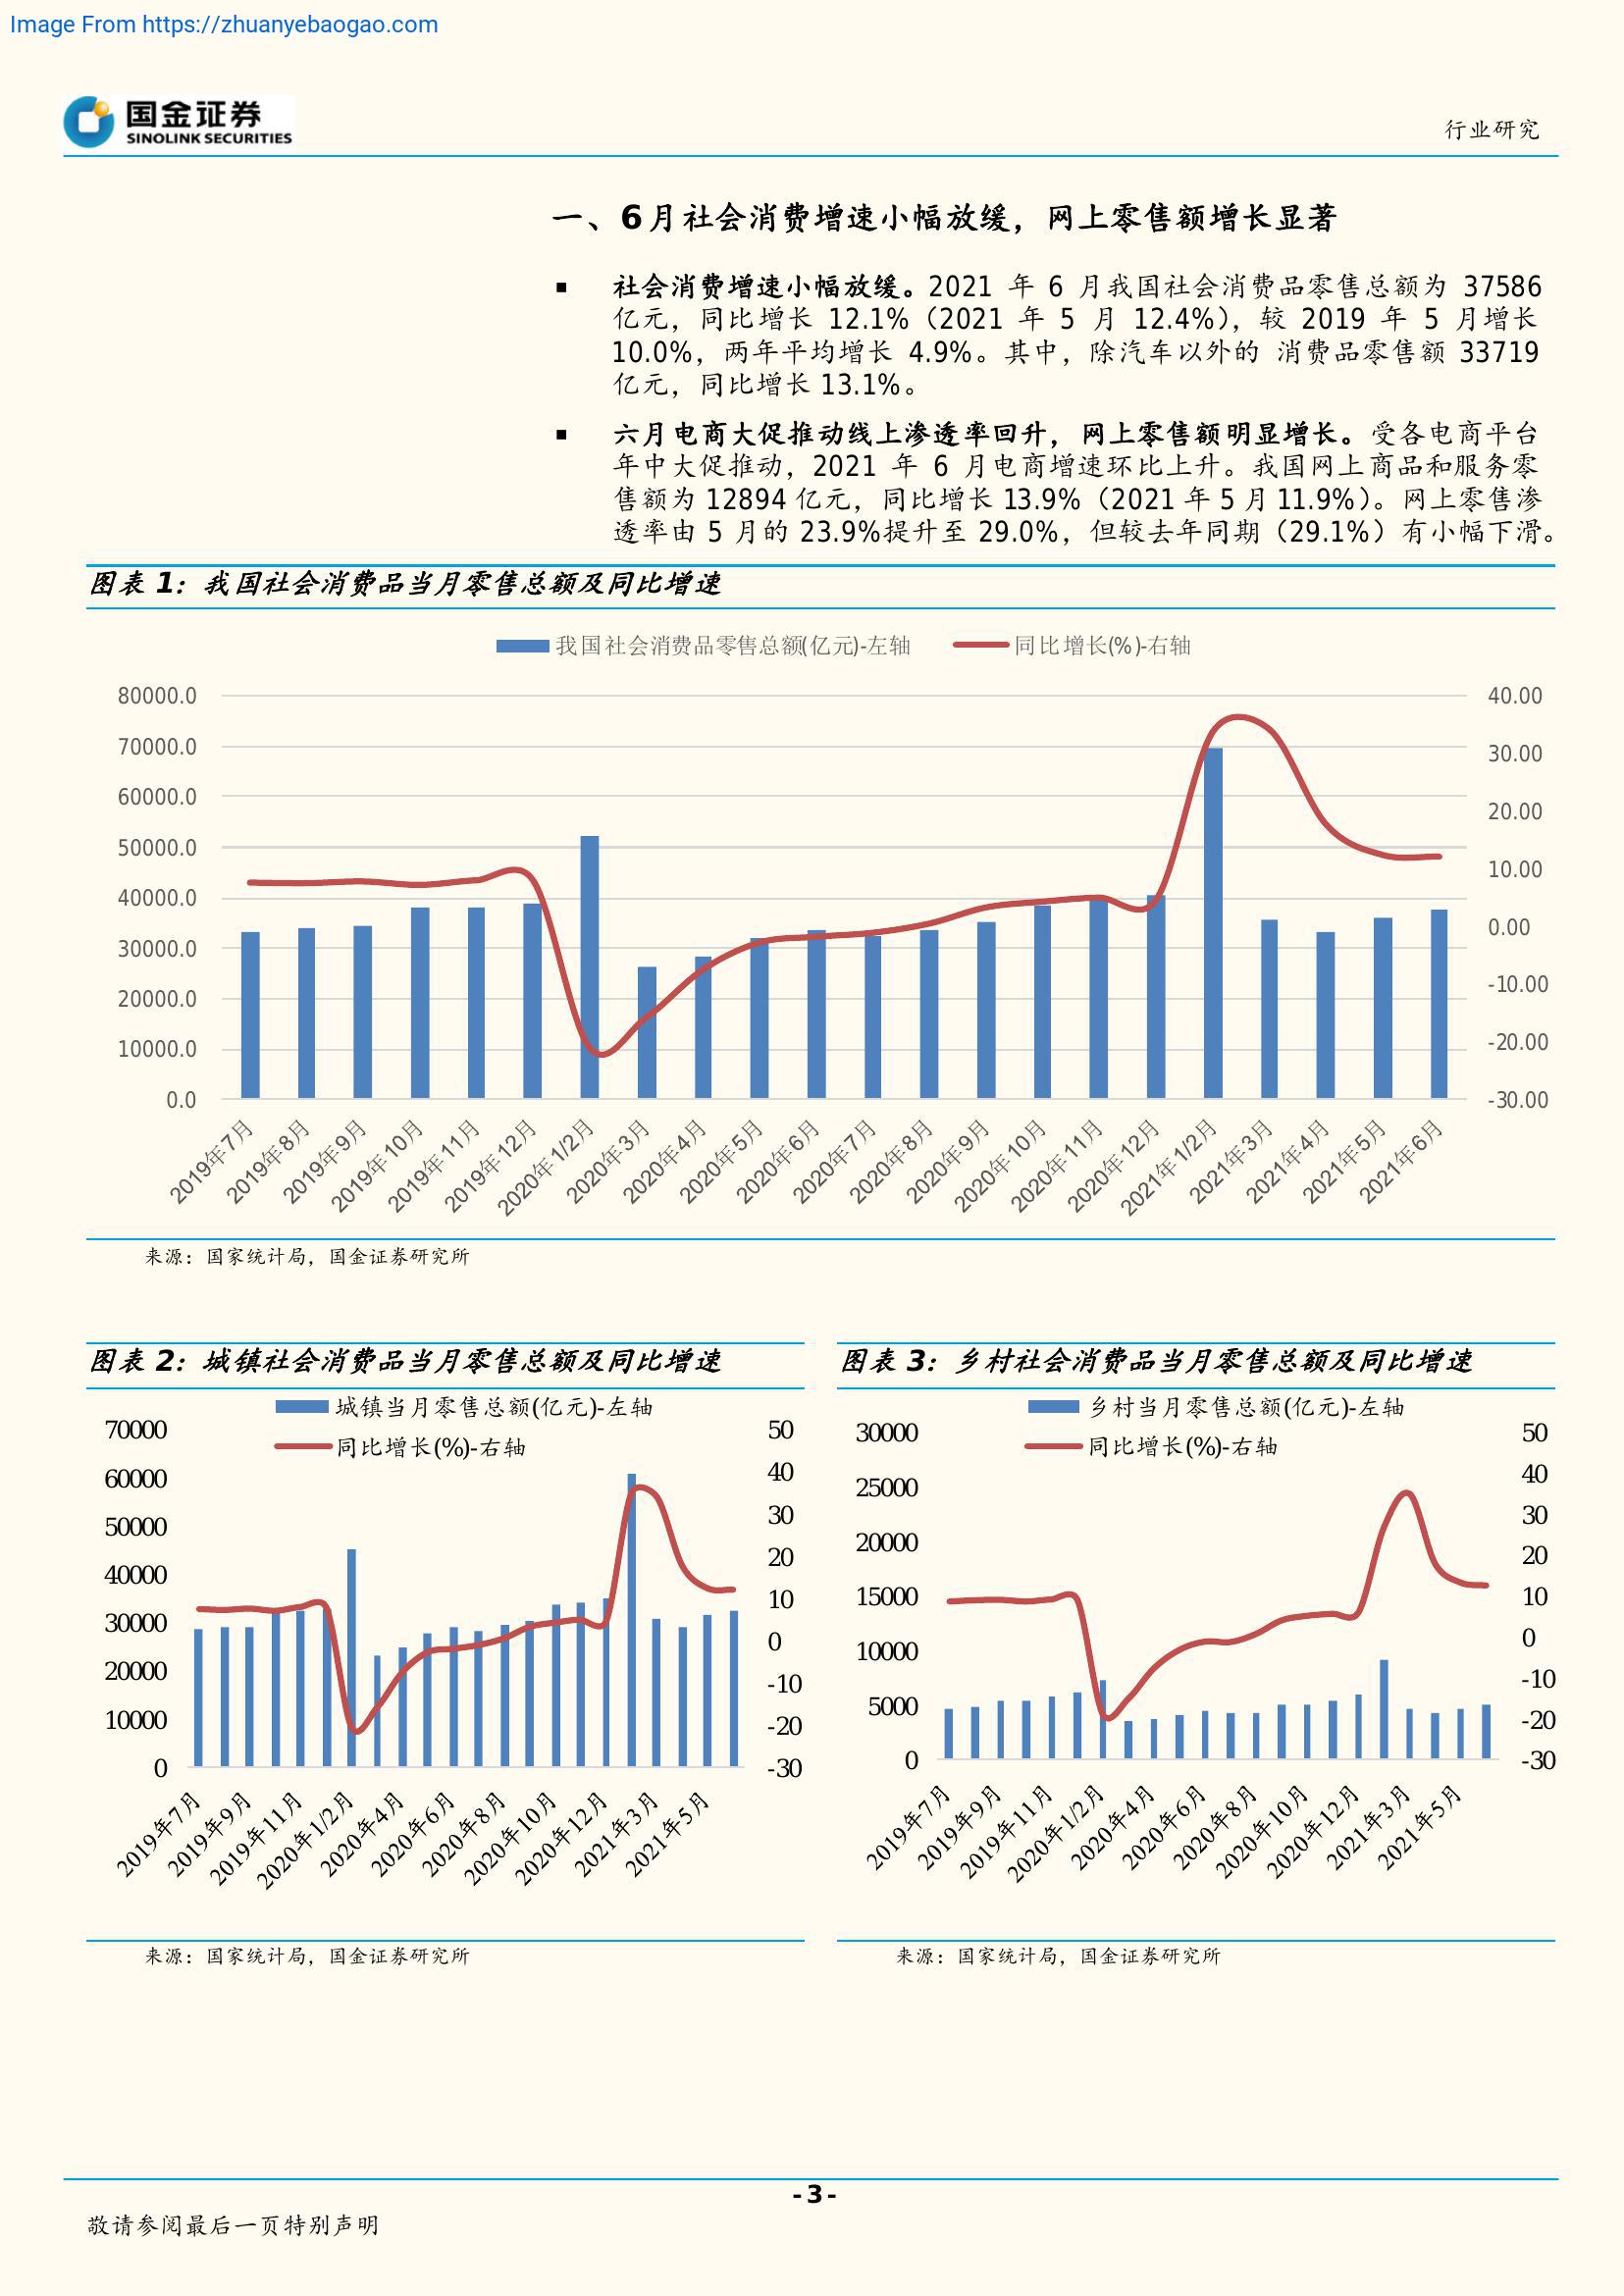 Image From https://zhuanyebaogao.com
国金证券
SINOLINK SECURITIES
行业研究
一、6月社会消费增速小幅放缓，网上零售额增长显著
■ 社会消费增速小幅放缓。2021 年 6 月我国社会消费品零售总额为 37586
亿元，同比增长 12.1%（2021 年 5 月 12.4%），较 2019 年 5 月增长
10.0%，两年平均增长 4.9%。其中，除汽车以外的 消费品零售额 33719
亿元，同比增长 13.1%。
■ 六月电商大促推动线上渗透率回升，网上零售额明显增长。受各电商平台
年中大促推动，2021 年 6 月电商增速环比上升。我国网上商品和服务零
售额为 12894 亿元，同比增长 13.9%（2021 年 5 月 11.9%）。网上零售渗
透率由 5 月的 23.9%提升至 29.0%，但较去年同期（29.1%）有小幅下滑。
图表 1：我国社会消费品当月零售总额及同比增速
我国社会消费品零售总额(亿元)-左轴 同比增长(%)-右轴
80000.0 40.00
70000.0 30.00
60000.0 20.00
50000.0 10.00
40000.0 0.00
30000.0 -10.00
20000.0 -20.00
10000.0 -30.00
0.0
2019年7月 2019年8月 2019年9月 2019年10月 2019年11月 2019年12月 2020年1/2月 2020年3月 2020年4月 2020年5月 2020年6月 2020年7月 2020年8月 2020年9月 2020年10月 2020年11月 2020年12月 2021年1/2月 2021年3月 2021年4月 2021年5月 2021年6月
来源：国家统计局，国金证券研究所
图表 2：城镇社会消费品当月零售总额及同比增速
城镇当月零售总额(亿元)-左轴
同比增长(%)-右轴
70000 50
60000 40
50000 30
40000 20
30000 10
20000 0
10000 -10
0 -20
-30
2019年7月 2019年9月 2019年11月 2020年1/2月 2020年4月 2020年6月 2020年8月 2020年10月 2020年12月 2021年3月 2021年5月
来源：国家统计局，国金证券研究所
图表 3：乡村社会消费品当月零售总额及同比增速
乡村当月零售总额(亿元)-左轴
同比增长(%)-右轴
30000 50
25000 40
20000 30
15000 20
10000 10
5000 0
0 -10
-20
-30
2019年7月 2019年9月 2019年11月 2020年1/2月 2020年4月 2020年6月 2020年8月 2020年10月 2020年12月 2021年3月 2021年5月
来源：国家统计局，国金证券研究所
- 3 -
敬请参阅最后一页特别声明